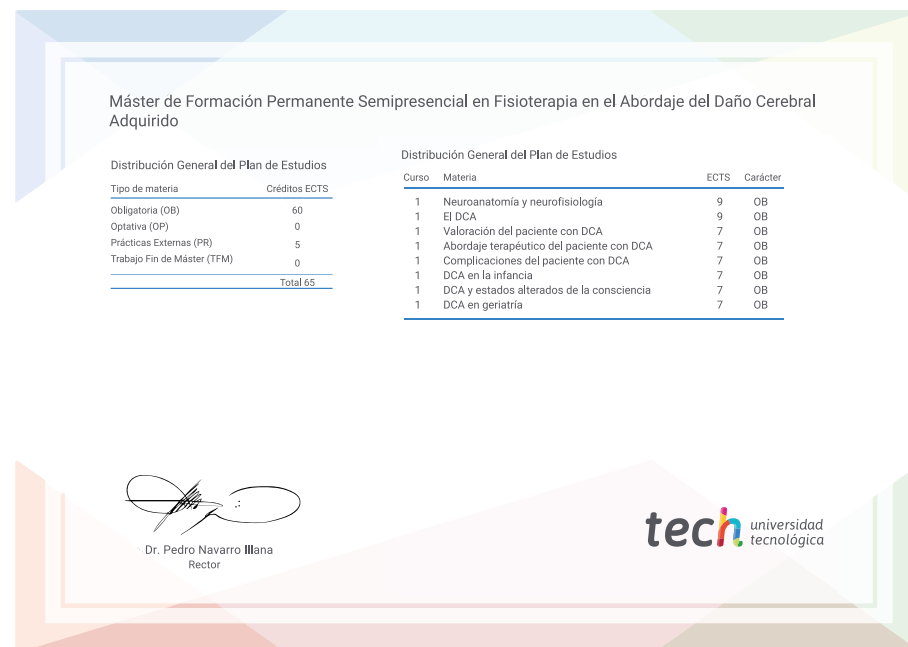 Máster de Formación Permanente Semipresencial en Fisioterapia en el Abordaje del Daño Cerebral
Adquirido
Distribución General del Plan de Estudios
Tipo de materia Créditos ECTS
Obligatoria (OB) 60
Optativa (OP) 0
Prácticas Externas (PR) 5
Trabajo Fin de Máster (TFM) 0
Total 65
Distribución General del Plan de Estudios
Curso Materia ECTS Carácter
1 Neuroanatomía y neurofisiología 9 OB
1 El DCA 9 OB
1 Valoración del paciente con DCA 7 OB
1 Abordaje terapéutico del paciente con DCA 7 OB
1 Complicaciones del paciente con DCA 7 OB
1 DCA en la infancia 7 OB
1 DCA y estados alterados de la consciencia 7 OB
1 DCA en geriatría 7 OB
Dr. Pedro Navarro Illana
Rector
tech universidad
tecnológica